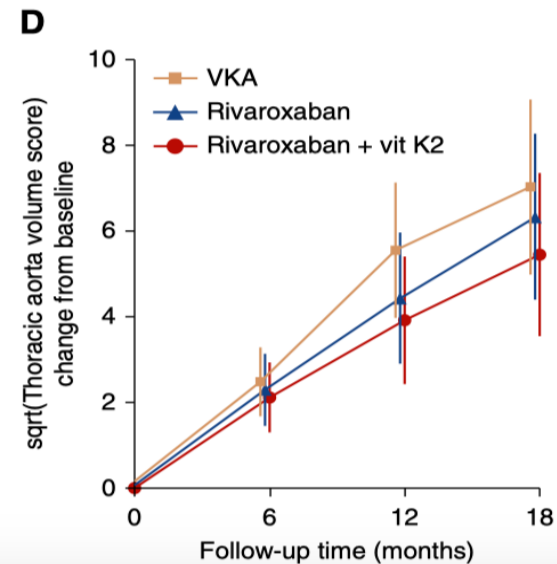 D
sqrt(Thoracic aorta volume score)
change from baseline
10
8
6
4
2
0
VKA
Rivaroxaban
Rivaroxaban + vit K2
0 6 12 18
Follow-up time (months)